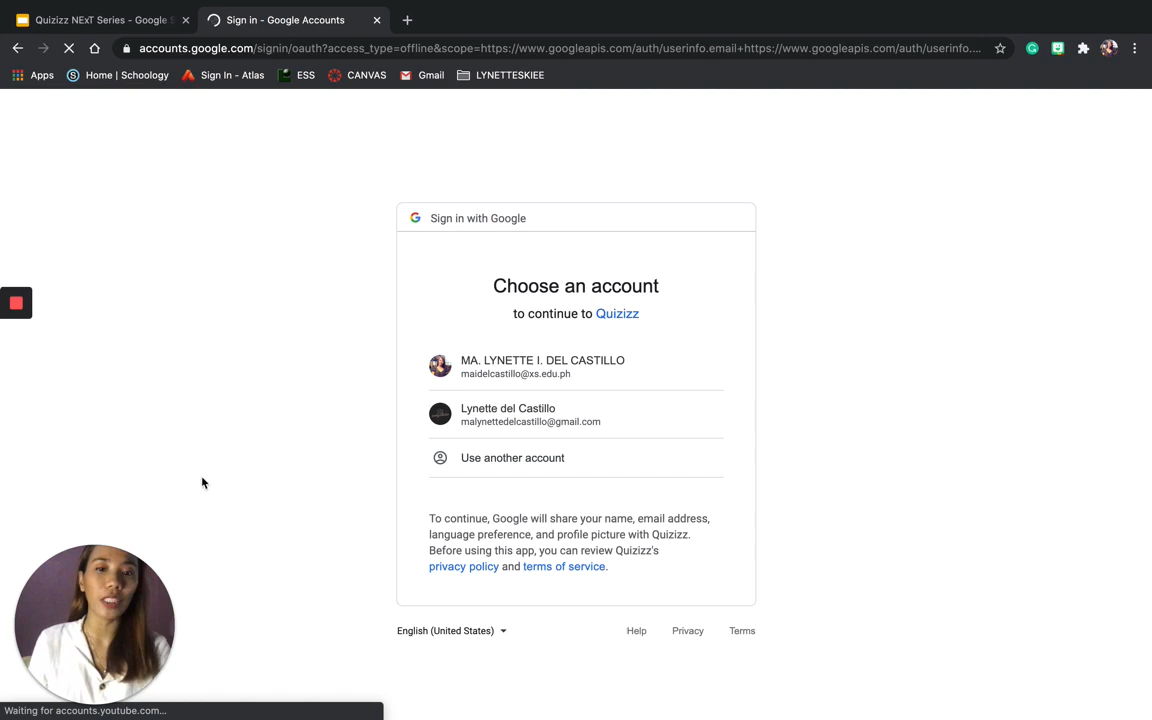 Quizizz NExT Series - Google S
Sign in - Google Accounts
accounts.google.com/signin/oauth?access_type=offline&scope=https://www.googleapis.com/auth/userinfo.email+https://www.googleapis.com/auth/userinfo....
Apps
Home | Schoology
Sign In - Atlas
ESS
CANVAS
Gmail
LYNETTESKIEE
Sign in with Google
Choose an account
to continue to Quizizz
MA. LYNETTE I. DEL CASTILLO
maidelcastillo@xs.edu.ph
Lynette del Castillo
malynettedelcastillo@gmail.com
Use another account
To continue, Google will share your name, email address,
language preference, and profile picture with Quizizz.
Before using this app, you can review Quizizz's
privacy policy and terms of service.
English (United States)
Help
Privacy
Terms
Waiting for accounts.youtube.com...